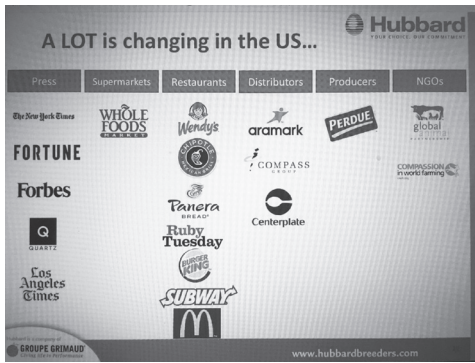 Hubbard
YOUR CHOICE, OUR COMMITMENT
A LOT is changing in the US...
Press
Supermarkets
Restaurants
Distributors
Producers
NGOs
The New York Times
FORTUNE
Forbes
Q
QUARTZ
Los
Angeles
Times
WHOLE
FOODS
MARKET
Wendy's
CHIPOTLE
MEXICAN GRILL
Panera
BREAD
Ruby
Tuesday
BURGER
KING
SUBWAY
M
aramark
COMPASS
GROUP
Centerplate
PERDUE
global
animal
PARTNERSHIP
COMPASSION
in world farming
GROUPE GRIMAUD
www.hubbardbreeders.com